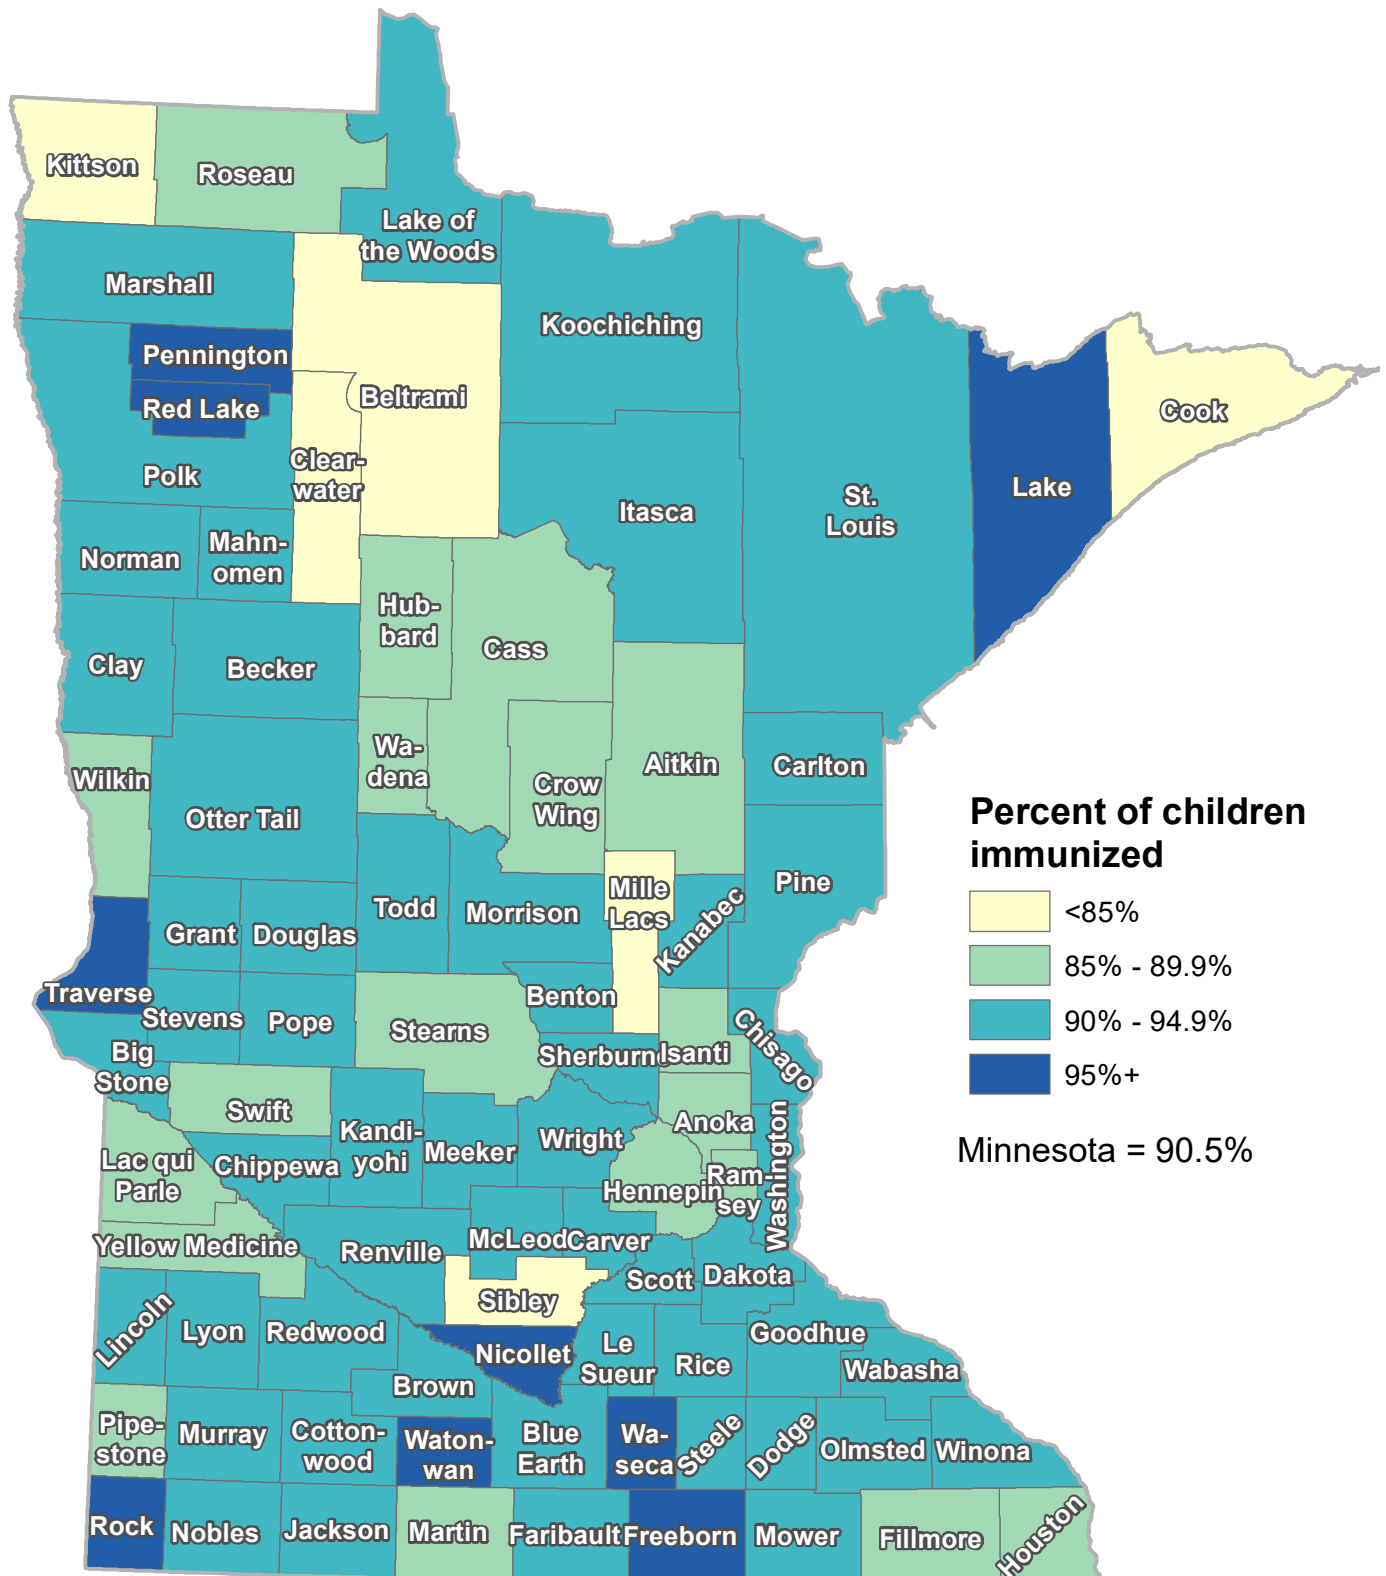 Kittson
Roseau
Lake of
the Woods
Marshall
Koochiching
Pennington
Beltrami
Red Lake
Cook
Clear-
water
Polk
Lake
St.
Louis
Itasca
Norman
Mahn-
omen
Hub-
bard
Cass
Clay
Becker
Wa-
dena
Aitkin
Carlton
Wilkin
Crow
Wing
Otter Tail
Percent of children
immunized
<85%
85% - 89.9%
90% - 94.9%
95%+
Minnesota = 90.5%
Pine
Mille
Lacs
Kanabec
Todd
Morrison
Grant
Douglas
Traverse
Benton
Stevens
Pope
Stearns
Chisago
Big
Stone
Sherburne
Isanti
Swift
Anoka
Kandi-
yohi
Wright
Meeker
Washington
Lac qui
Parle
Chippewa
Hennepin
Ram-
sey
Yellow Medicine
Renville
McLeod
Carver
Scott
Dakota
Sibley
Lincoln
Lyon
Redwood
Goodhue
Nicollet
Le
Sueur
Rice
Wabasha
Brown
Pipe-
stone
Murray
Cotton-
wood
Waton-
wan
Blue
Earth
Wa-
seca
Steele
Dodge
Olmsted
Winona
Rock
Nobles
Jackson
Martin
Faribault
Freeborn
Mower
Fillmore
Houston